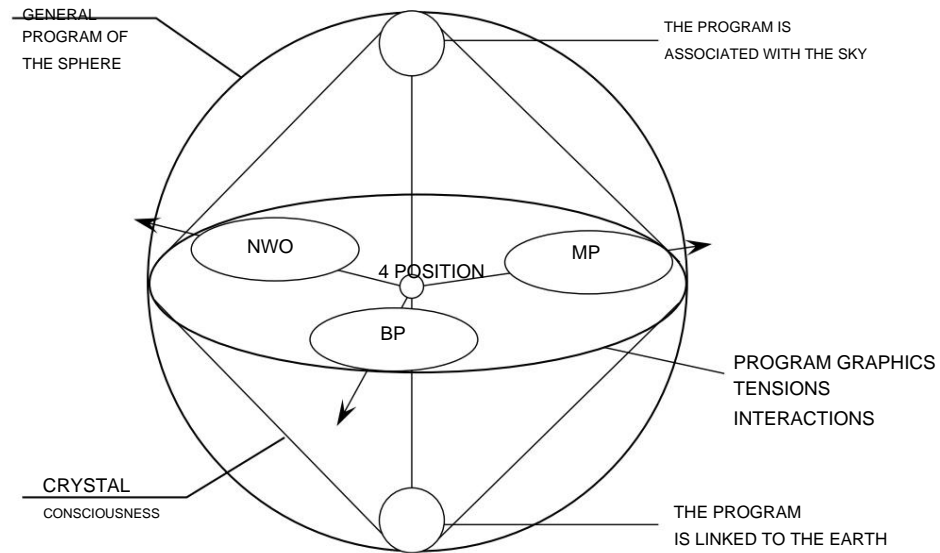 GENERAL
PROGRAM OF
THE SPHERE
THE PROGRAM IS
ASSOCIATED WITH THE SKY
NWO
MP
4 POSITION
BP
PROGRAM GRAPHICS
TENSIONS
INTERACTIONS
CRYSTAL
CONSCIOUSNESS
THE PROGRAM
IS LINKED TO THE EARTH